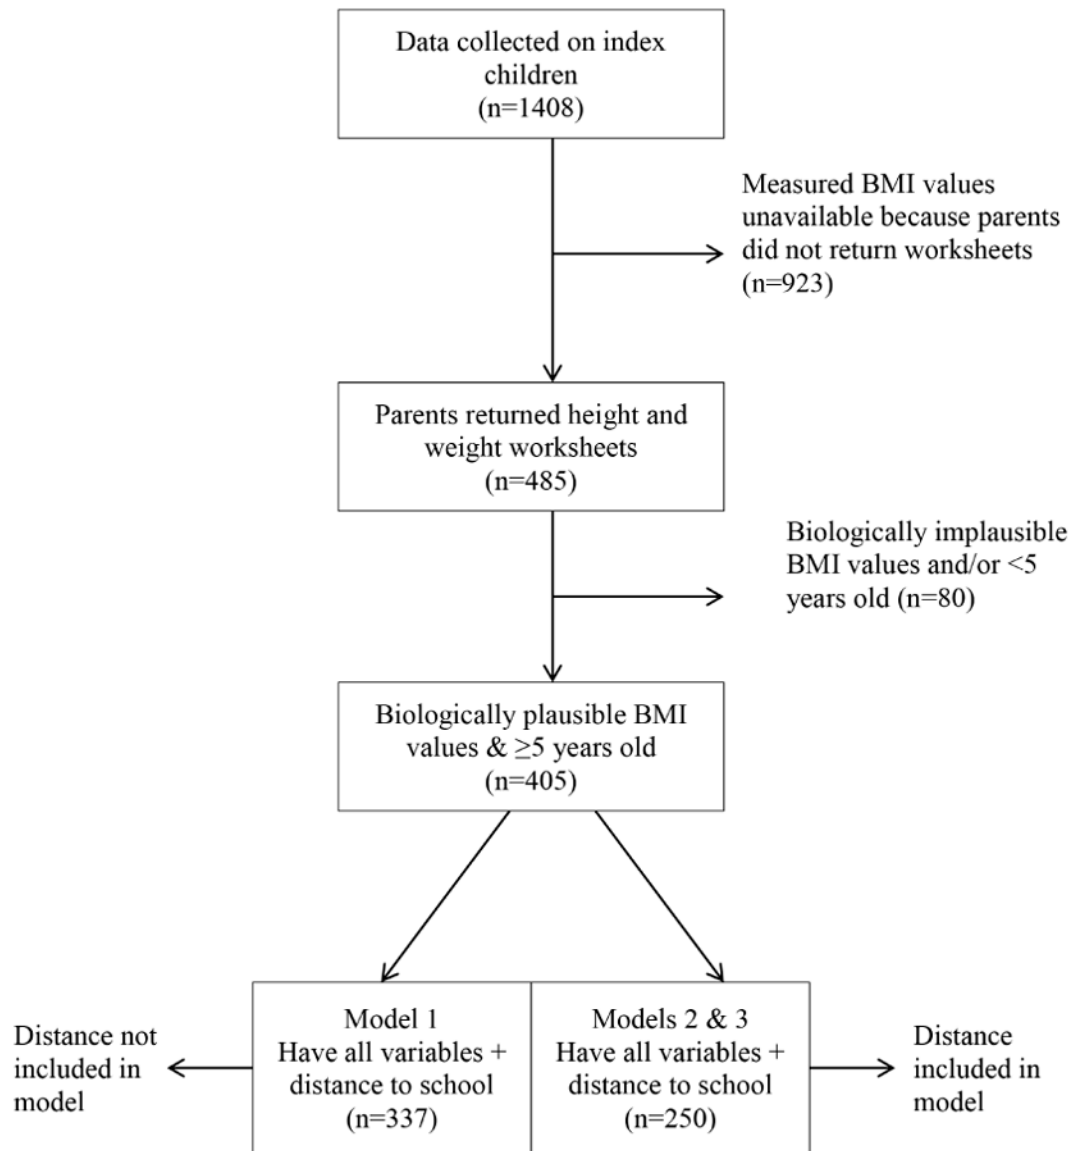 Data collected on index
children
(n=1408)
Measured BMI values
unavailable because parents
did not return worksheets
(n=923)
Parents returned height and
weight worksheets
(n=485)
Biologically implausible
BMI values and/or <5
years old (n=80)
Biologically plausible BMI
values & ≥5 years old
(n=405)
Distance not
included in
model
Model 1
Have all variables +
distance to school
(n=337)
Models 2 & 3
Have all variables +
distance to school
(n=250)
Distance
included in
model